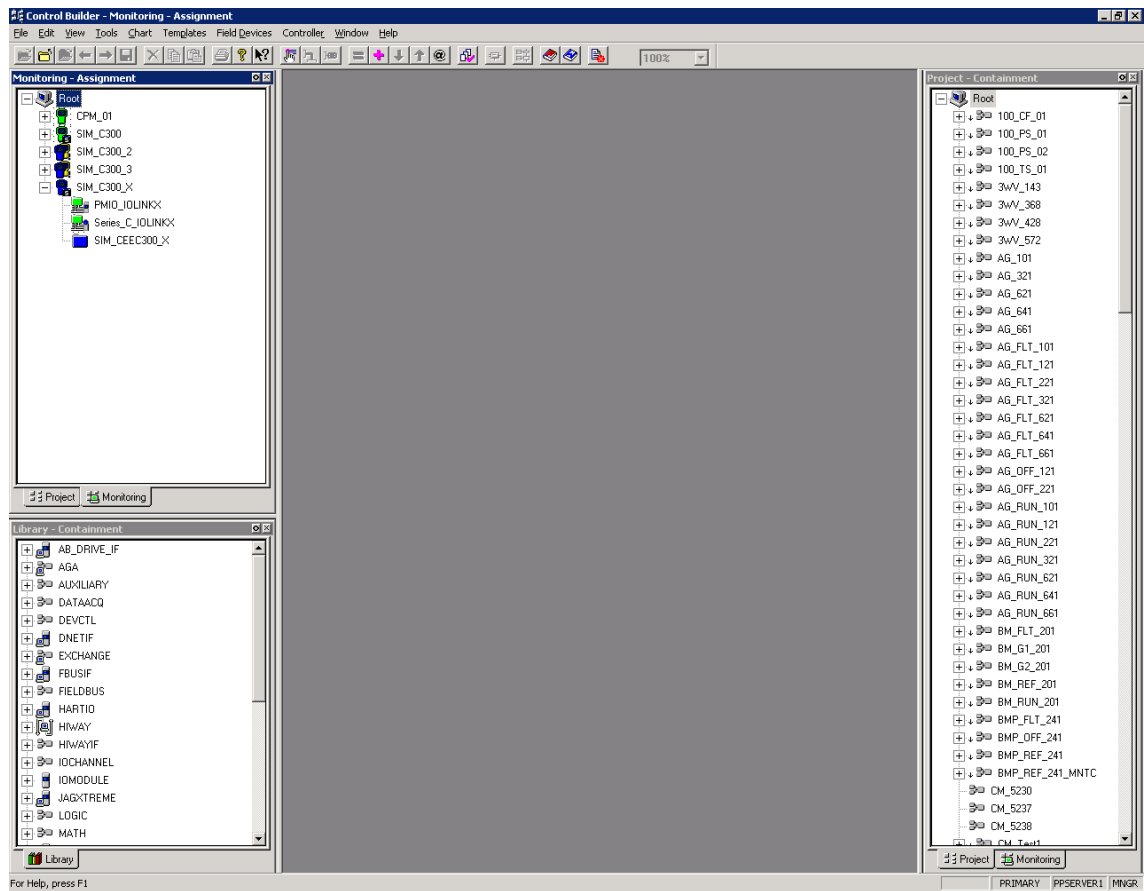 Control Builder - Monitoring - Assignment
File Edit View Tools Chart Templates Field Devices Controller Window Help
100%
Monitoring - Assignment
Root
CPM_01
SIM_C300
SIM_C300_2
SIM_C300_3
SIM_C300_X
PMIO_IOLINKX
Series_C_IOLINKX
SIM_CEEC300_X
Project Monitoring
Library - Containment
AB_DRIVE_IF
AGA
AUXILIARY
DATAACQ
DEVCTL
DNETIF
EXCHANGE
FBUSIF
FIELDBUS
HARTIO
HIWAY
HIWAYIF
IOCHANNEL
IOMODULE
JAGXTREME
LOGIC
MATH
Library
Project - Containment
Root
100_CF_01
100_PS_01
100_PS_02
100_TS_01
3WV_143
3WV_368
3WV_428
3WV_572
AG_101
AG_321
AG_621
AG_641
AG_661
AG_FLT_101
AG_FLT_121
AG_FLT_221
AG_FLT_321
AG_FLT_621
AG_FLT_641
AG_FLT_661
AG_OFF_121
AG_OFF_221
AG_RUN_101
AG_RUN_121
AG_RUN_221
AG_RUN_321
AG_RUN_621
AG_RUN_641
AG_RUN_661
BM_FLT_201
BM_G1_201
BM_G2_201
BM_REF_201
BM_RUN_201
BMP_FLT_241
BMP_OFF_241
BMP_REF_241
BMP_REF_241_MNTC
CM_5230
CM_5237
CM_5238
CM_Test1
Project Monitoring
For Help, press F1
PRIMARY PPSERVER1 MNGR